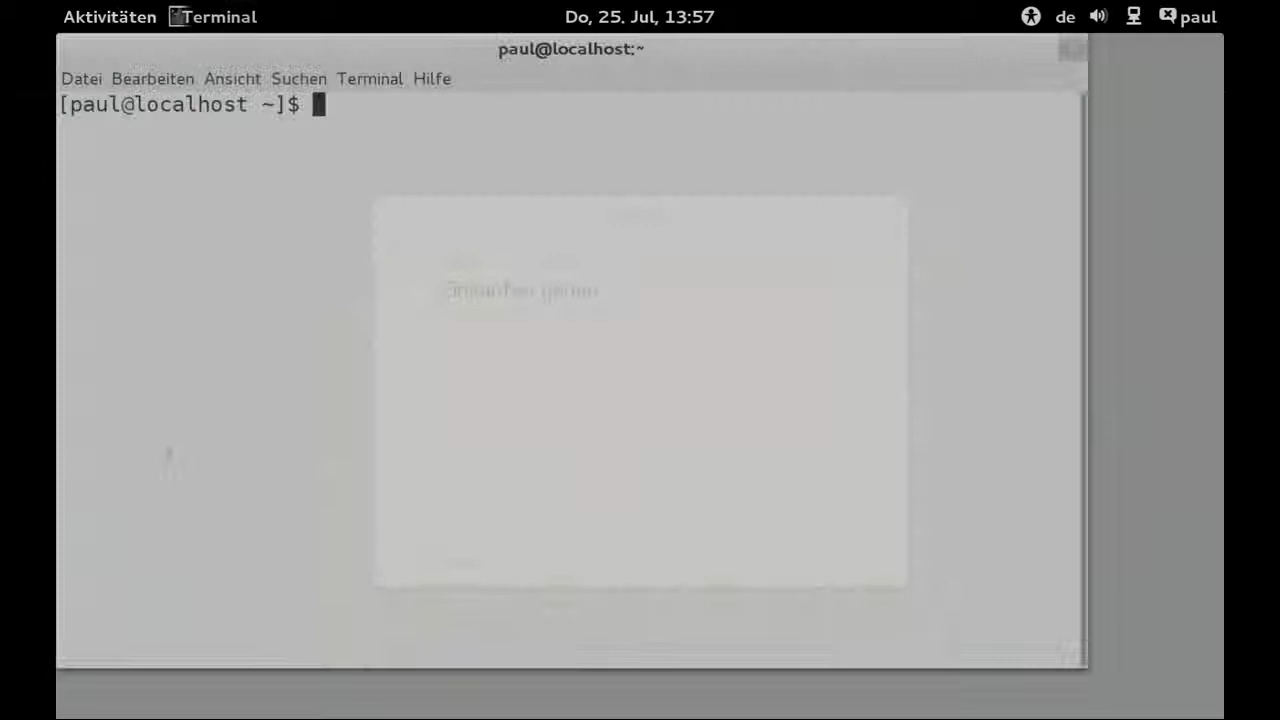 Aktivitäten Terminal Do, 25. Jul, 13:57 de paul
paul@localhost:~
Datei Bearbeiten Ansicht Suchen Terminal Hilfe
[paul@localhost ~]$